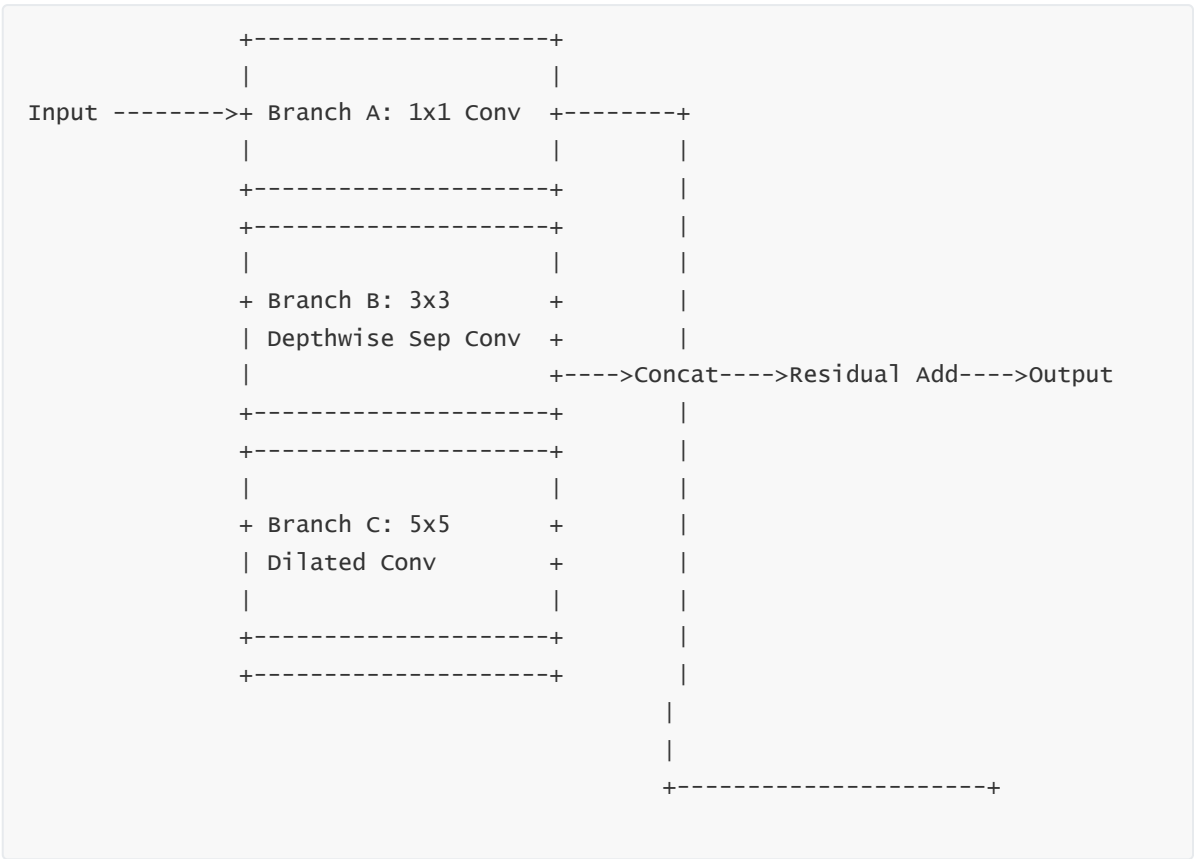 +---------------------+
|                     |
Input -------->+ Branch A: 1x1 Conv  +--------+
|                     |        |
+---------------------+        |
+---------------------+        |
|                     |        |
+ Branch B: 3x3       +        |
| Depthwise Sep Conv  +        |
|                     +---->Concat---->Residual Add---->Output
+---------------------+        |
+---------------------+        |
|                     |        |
+ Branch C: 5x5       +        |
| Dilated Conv        +        |
|                     |        |
+---------------------+        |
+---------------------+        |
|
|
+----------------------+